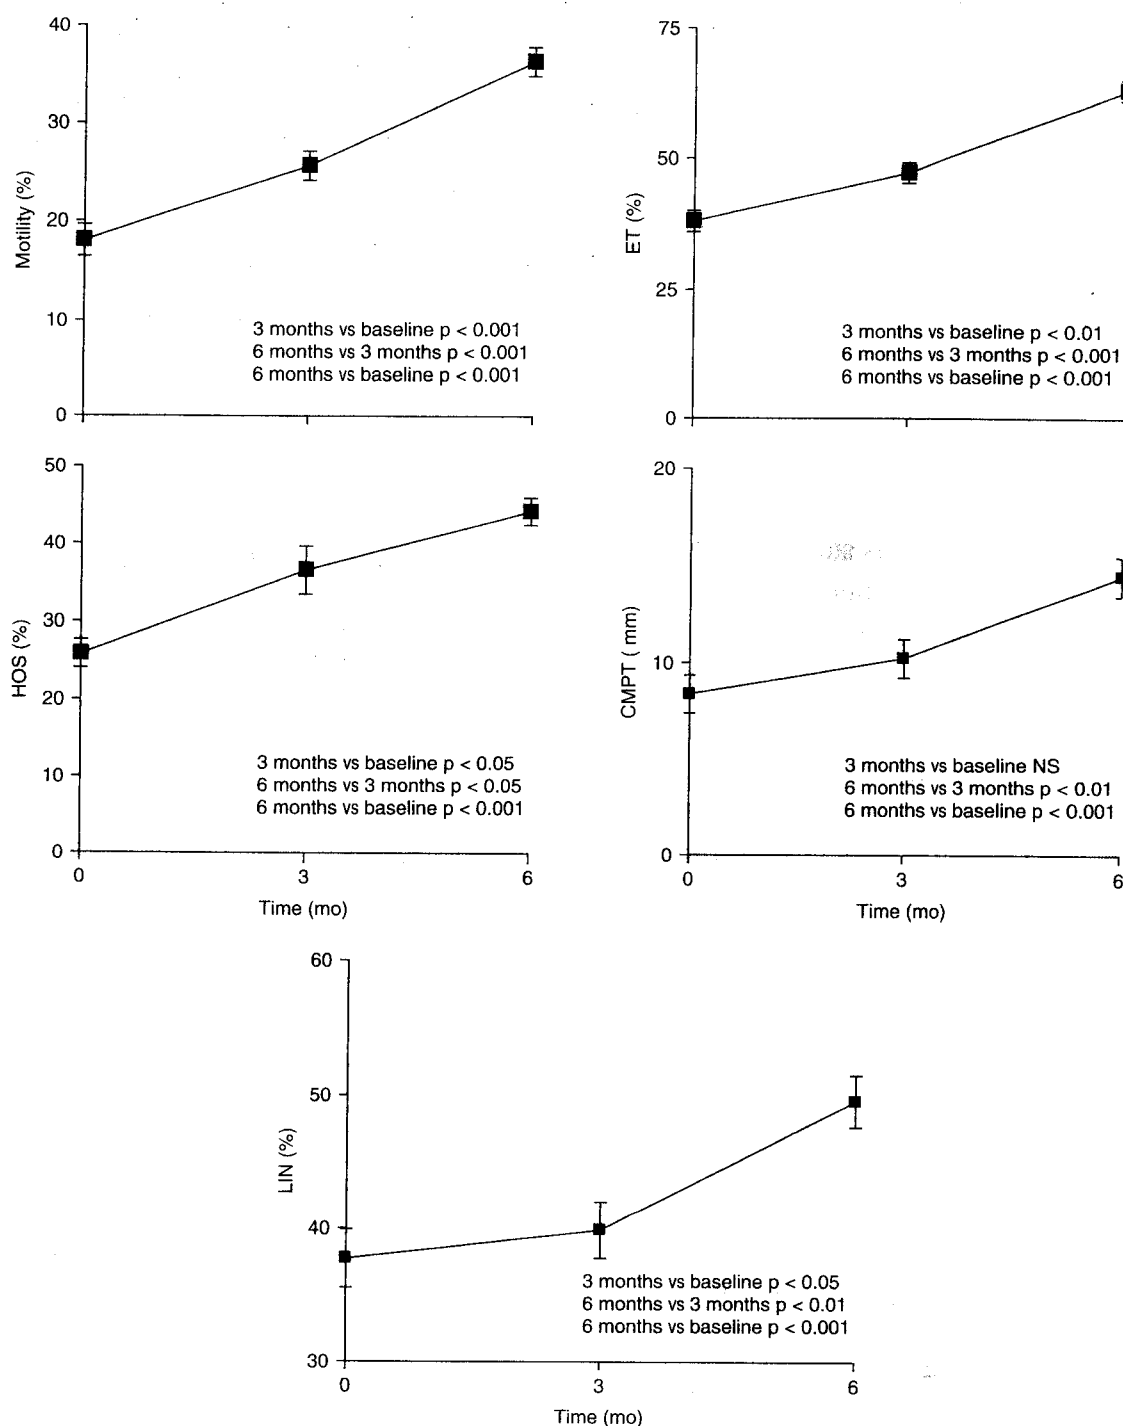 40
30
20
10
0
Motility (%)
3 months vs baseline p < 0.001
6 months vs 3 months p < 0.001
6 months vs baseline p < 0.001
75
50
25
0
ET (%)
3 months vs baseline p < 0.01
6 months vs 3 months p < 0.001
6 months vs baseline p < 0.001
50
40
30
20
10
0
HOS (%)
3 months vs baseline p < 0.05
6 months vs 3 months p < 0.05
6 months vs baseline p < 0.001
0 3 6
Time (mo)
20
10
0
CMPT ( mm)
3 months vs baseline NS
6 months vs 3 months p < 0.01
6 months vs baseline p < 0.001
0 3 6
Time (mo)
60
50
40
30
LIN (%)
3 months vs baseline p < 0.05
6 months vs 3 months p < 0.01
6 months vs baseline p < 0.001
0 3 6
Time (mo)